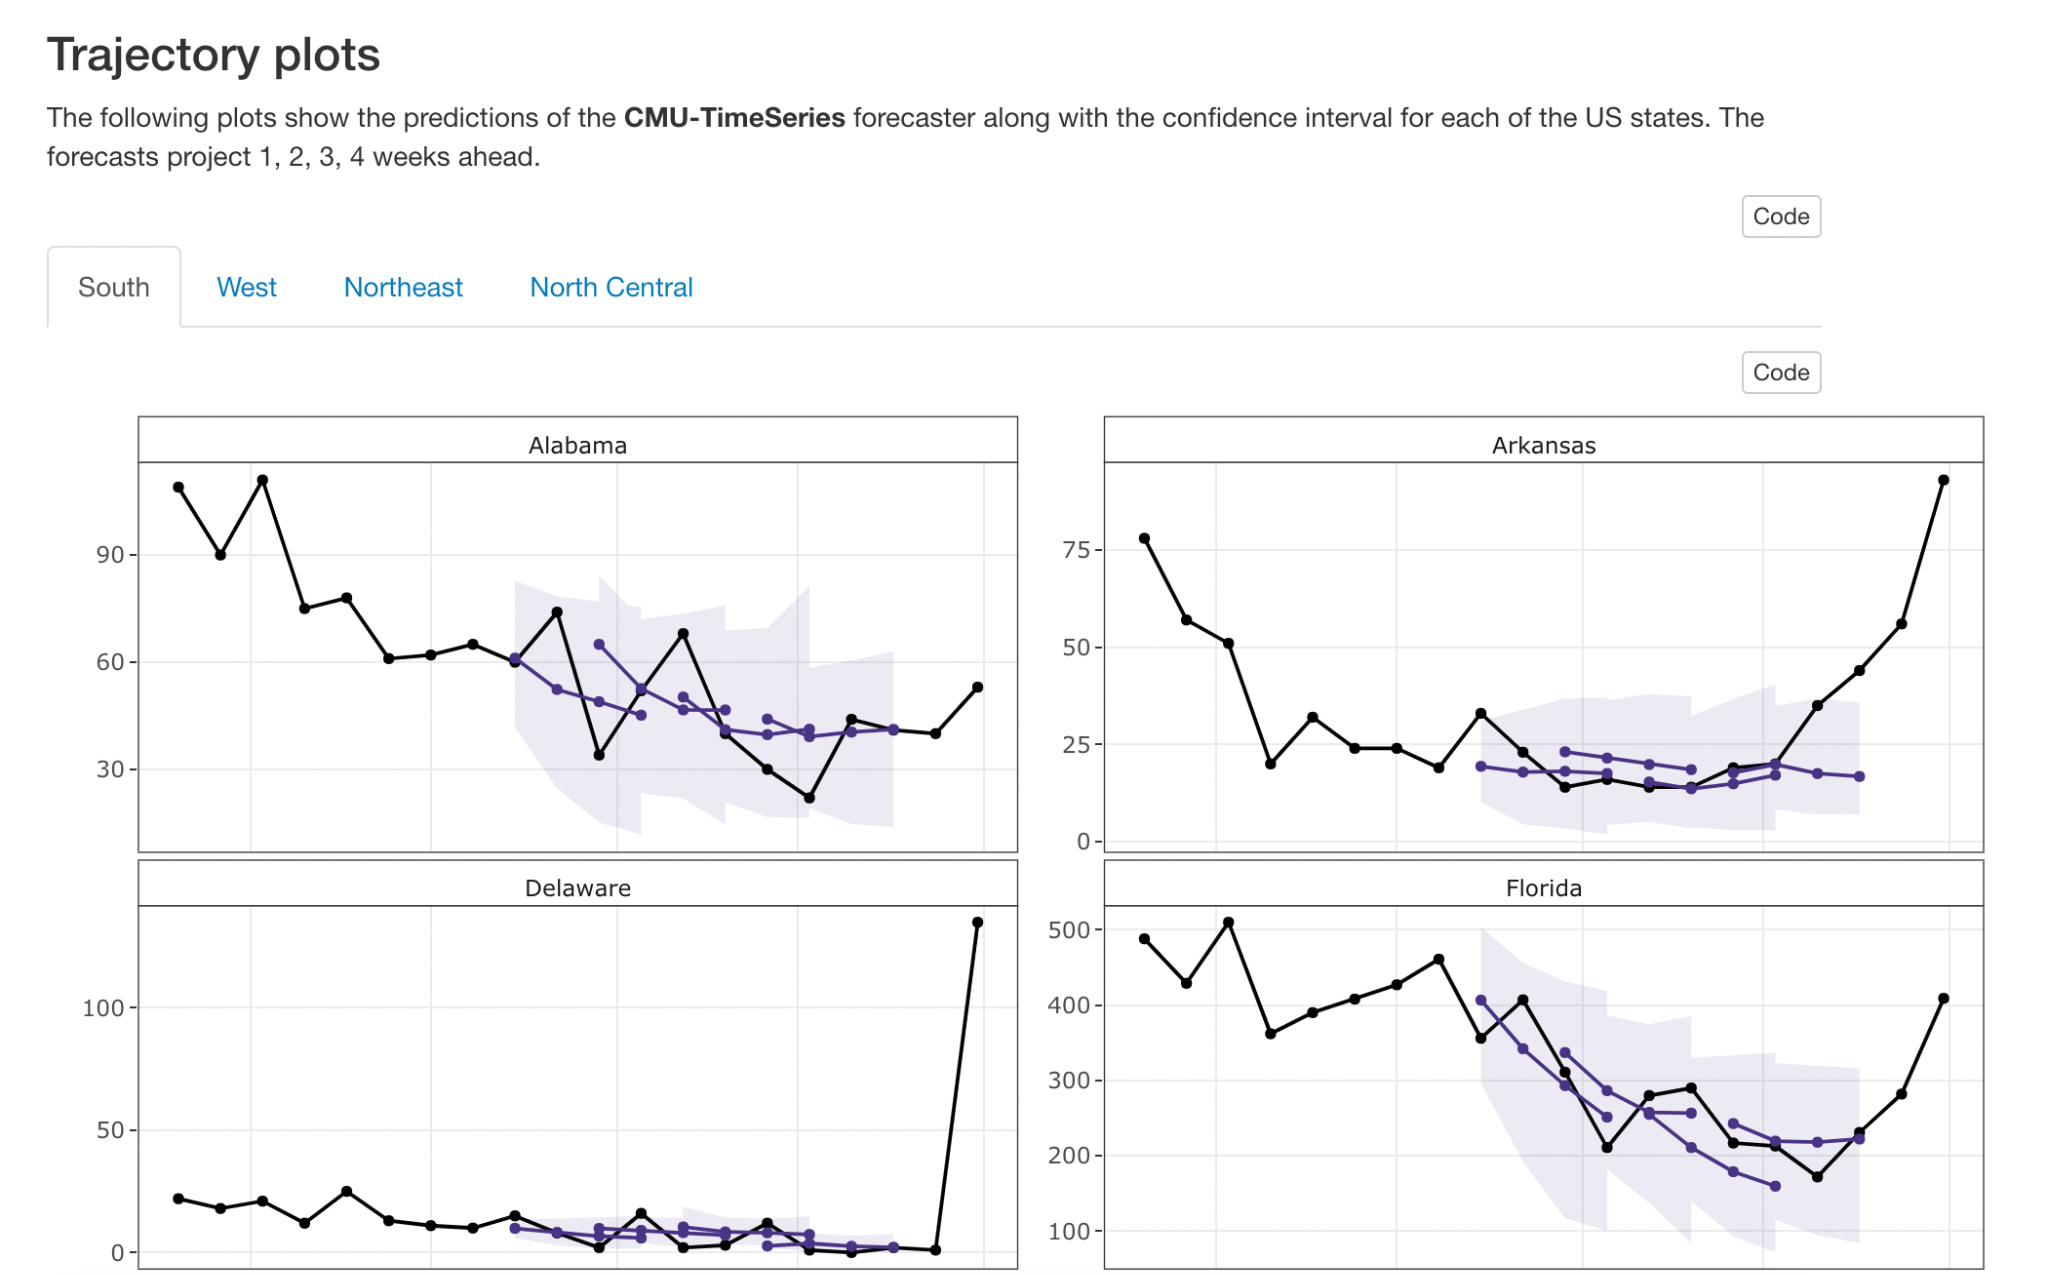 Trajectory plots
The following plots show the predictions of the CMU-TimeSeries forecaster along with the confidence interval for each of the US states. The
forecasts project 1, 2, 3, 4 weeks ahead.
Code
South West Northeast North Central
Code
Alabama
90
60
30
Arkansas
75
50
25
0
Delaware
100
50
0
Florida
500
400
300
200
100